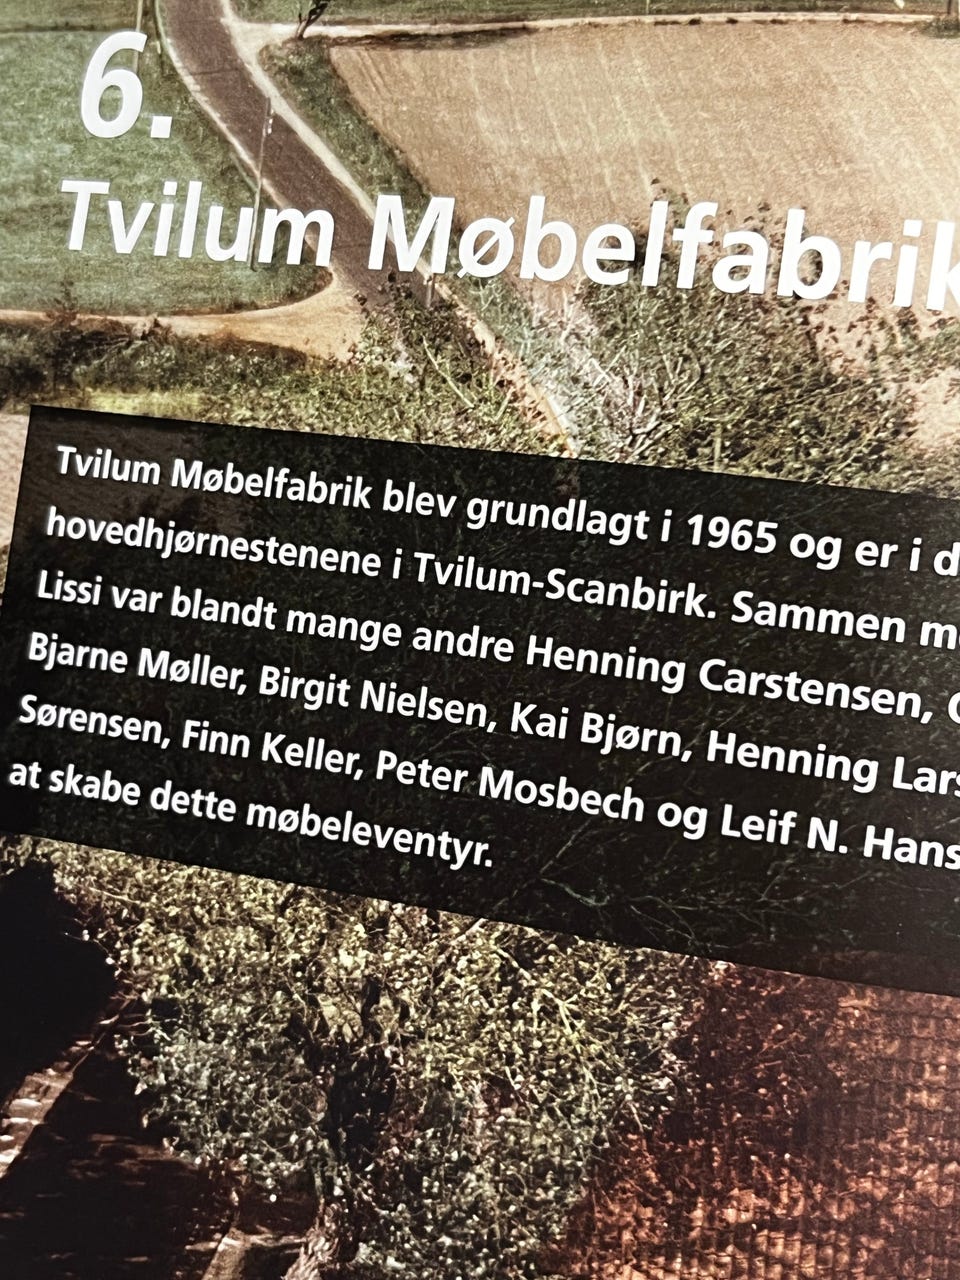 6.
Tvilum Møbelfabrik
Tvilum Møbelfabrik blev grundlagt i 1965 og er i
hovedhjørnestenene i Tvilum-Scanbirk. Sammen
Lissi var blandt mange andre Henning Carstensen,
Bjarne Møller, Birgit Nielsen, Kai Bjørn, Henning
Sørensen, Finn Keller, Peter Mosbech og Leif N.
at skabe dette møbeleventyr.